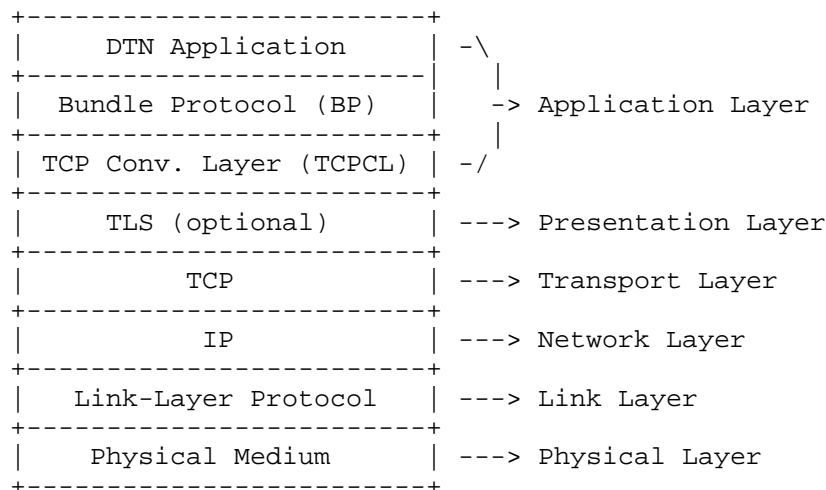 +-------------------------+
|     DTN Application     | -\
+-------------------------|   |
|  Bundle Protocol (BP)   |   -> Application Layer
+-------------------------+   |
| TCP Conv. Layer (TCPCL) | -/
+-------------------------+
|     TLS (optional)      | ---> Presentation Layer
+-------------------------+
|          TCP            | ---> Transport Layer
+-------------------------+
|           IP            | ---> Network Layer
+-------------------------+
|   Link-Layer Protocol   | ---> Link Layer
+-------------------------+
|    Physical Medium      | ---> Physical Layer
+-------------------------+